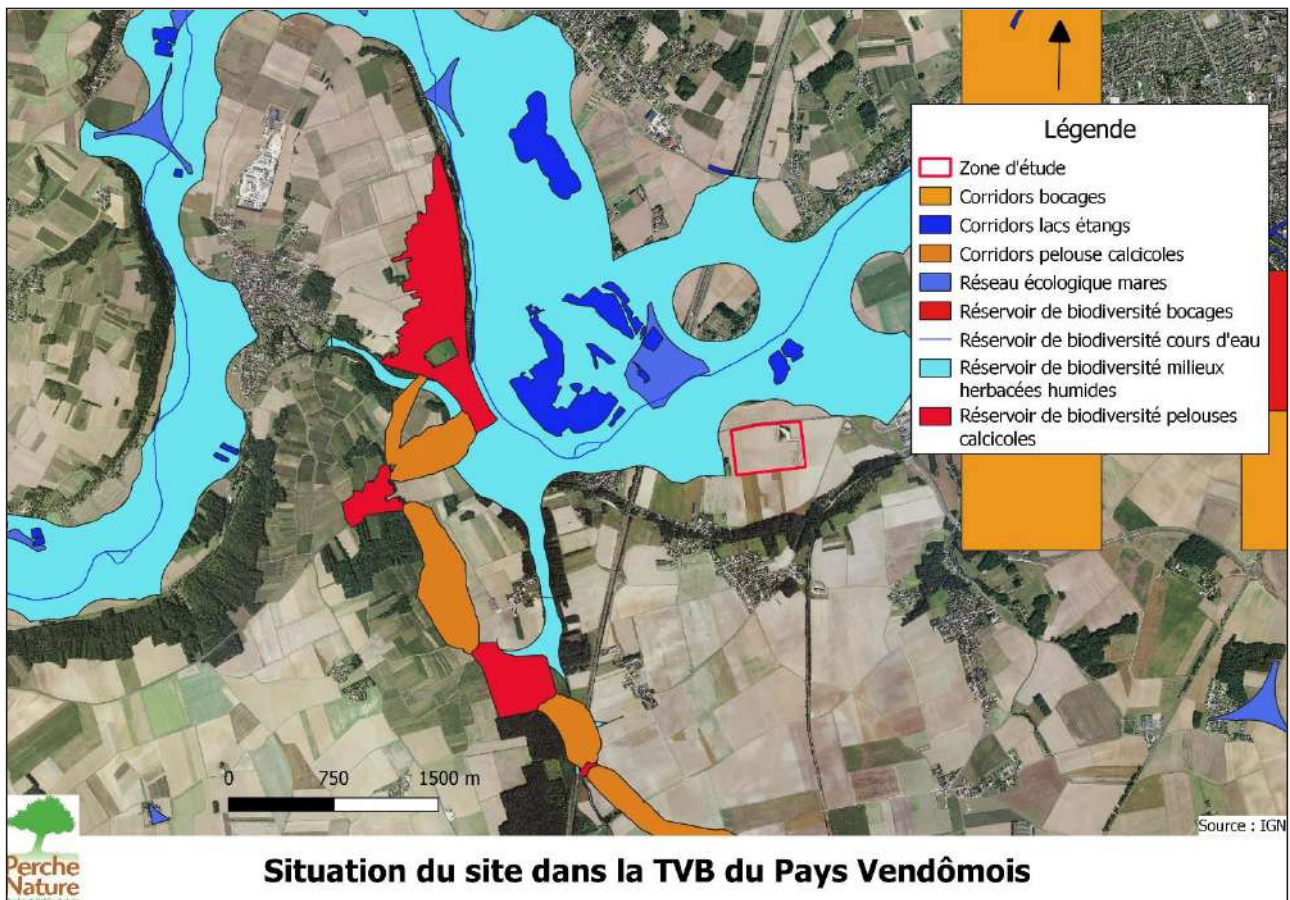 Légende
Zone d'étude
Corridors bocages
Corridors lacs étangs
Corridors pelouse calcicoles
Réseau écologique mares
Réservoir de biodiversité bocages
Réservoir de biodiversité cours d'eau
Réservoir de biodiversité milieux
herbacées humides
Réservoir de biodiversité pelouses
calcicoles
0 750 1500 m
Source : IGN
Perche
Nature
Situation du site dans la TVB du Pays Vendômois